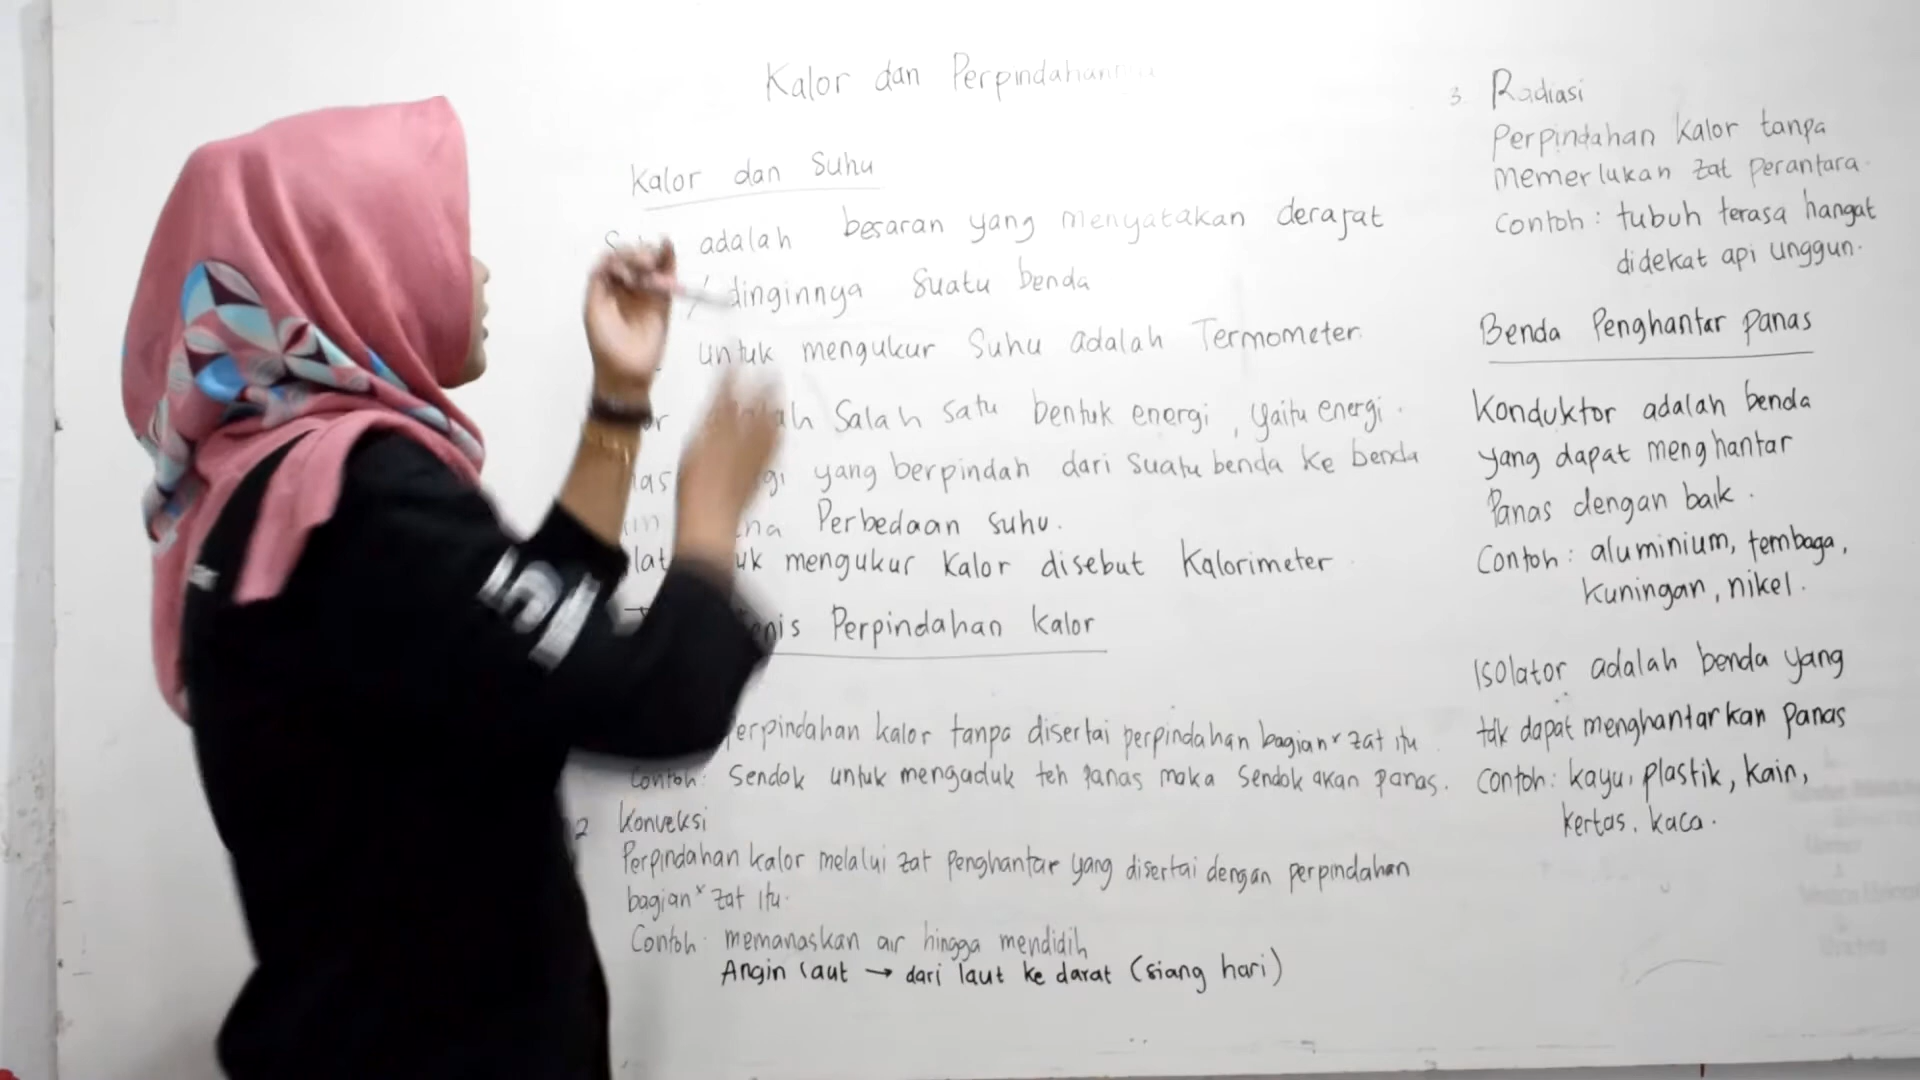 Kalor dan Perpindahannya
Kalor dan Suhu
adalah besaran yang menyatakan derajat
/ dinginnya suatu benda
untuk mengukur Suhu adalah Termometer.
Salah satu bentuk energi, yaitu energi
yang berpindah dari suatu benda ke benda
Perbedaan suhu.
mengukur Kalor disebut Kalorimeter
Perpindahan Kalor
Perpindahan kalor tanpa disertai perpindahan bagian" zat itu
Contoh: Sendok untuk mengaduk teh panas maka sendok akan panas.
2 Konveksi
Perpindahan kalor melalui zat penghantar yang disertai dengan perpindahan
bagian" zat itu.
Contoh: memanaskan air hingga mendidih
Angin laut → dari laut ke darat (siang hari)
3 Radiasi
Perpindahan Kalor tanpa
memerlukan zat perantara.
Contoh: tubuh terasa hangat
didekat api unggun.
Benda Penghantar panas
Konduktor adalah benda
yang dapat menghantar
Panas dengan baik.
Contoh: aluminium, tembaga,
kuningan, nikel.
Isolator adalah benda yang
tdk dapat menghantarkan panas
Contoh: kayu, plastik, kain,
kertas, kaca.